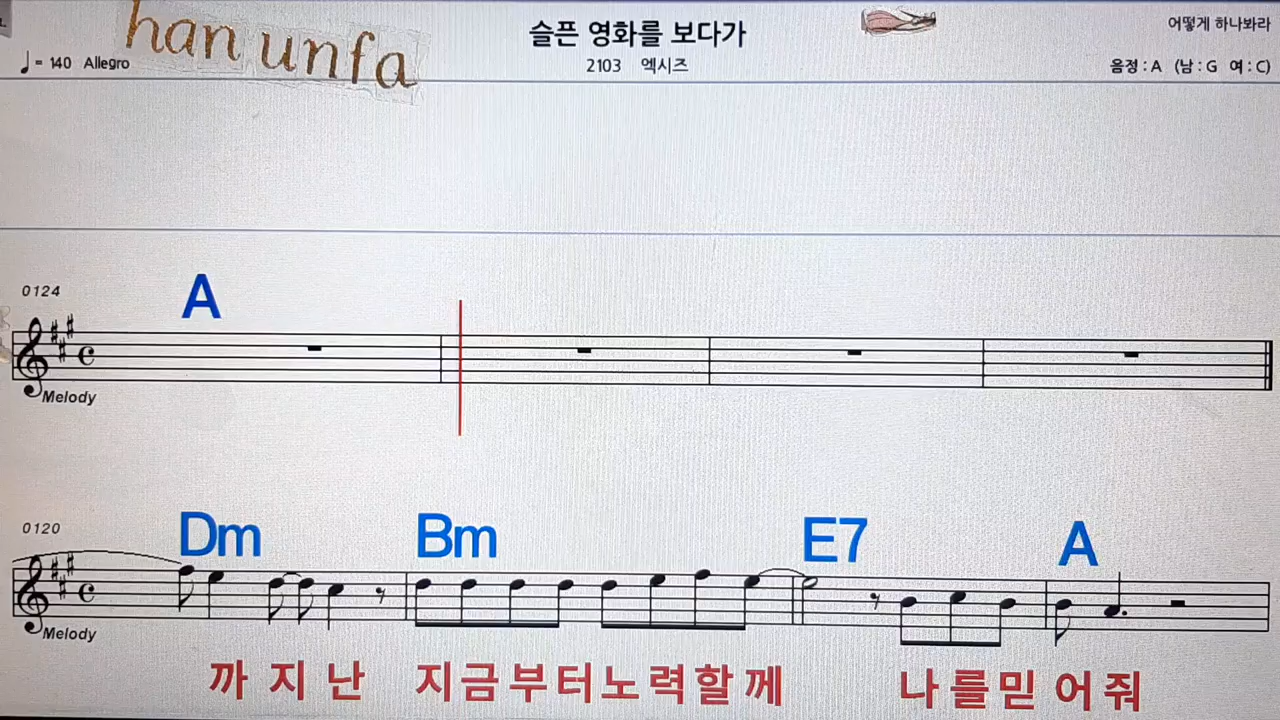 han unfa
슬픈 영화를 보다가
어떻게 하나봐라
♩= 140 Allegro
2103 엑시즈
음정 : A (남 : G 여 : C)
A
0124
Melody
0120
Dm Bm E7 A
Melody
까 지 난 지금부터노력할께 나를믿 어줘